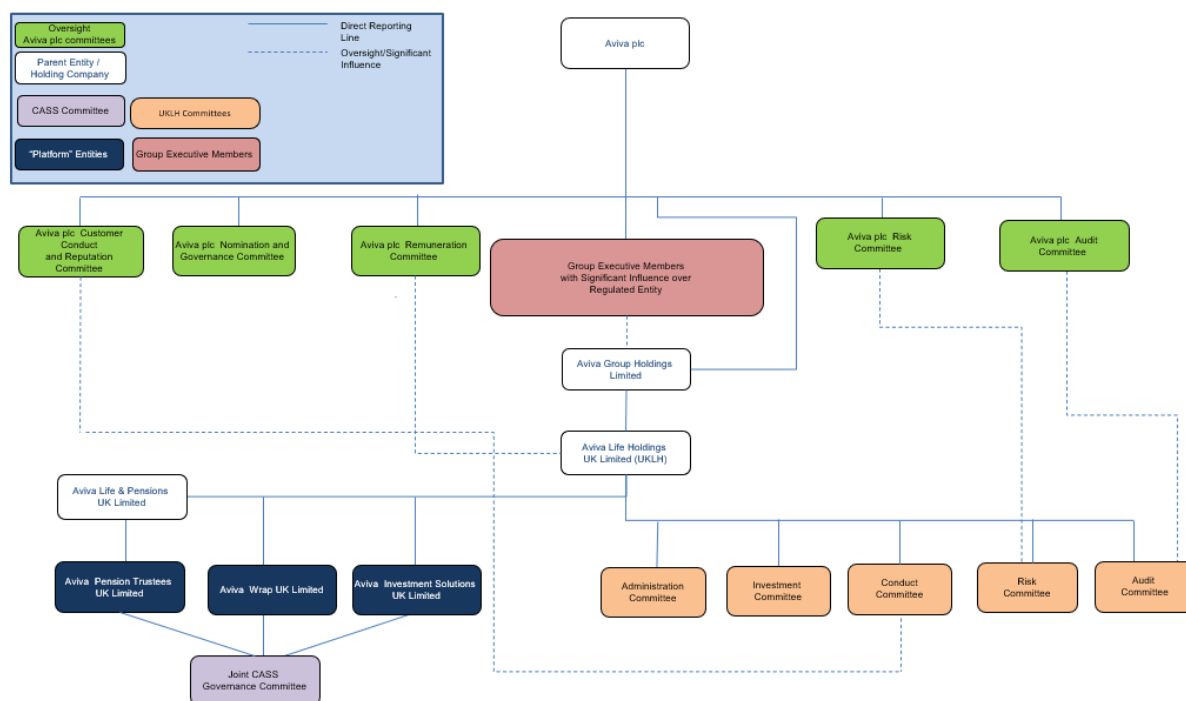 Oversight
Aviva plc committees
Direct Reporting
Line
Oversight/Significant
Influence
Parent Entity /
Holding Company
CASS Committee
UKLH Committees
"Platform" Entities
Group Executive Members
Aviva plc
Aviva plc Customer
Conduct
and Reputation
Committee
Aviva plc Nomination and
Governance Committee
Aviva plc Remuneration
Committee
Group Executive Members
with Significant Influence over
Regulated Entity
Aviva plc Risk
Committee
Aviva plc Audit
Committee
Aviva Group Holdings
Limited
Aviva Life Holdings
UK Limited (UKLH)
Aviva Life & Pensions
UK Limited
Aviva Pension Trustees
UK Limited
Aviva Wrap UK Limited
Aviva Investment Solutions
UK Limited
Administration
Committee
Investment
Committee
Conduct
Committee
Risk
Committee
Audit
Committee
Joint CASS
Governance Committee